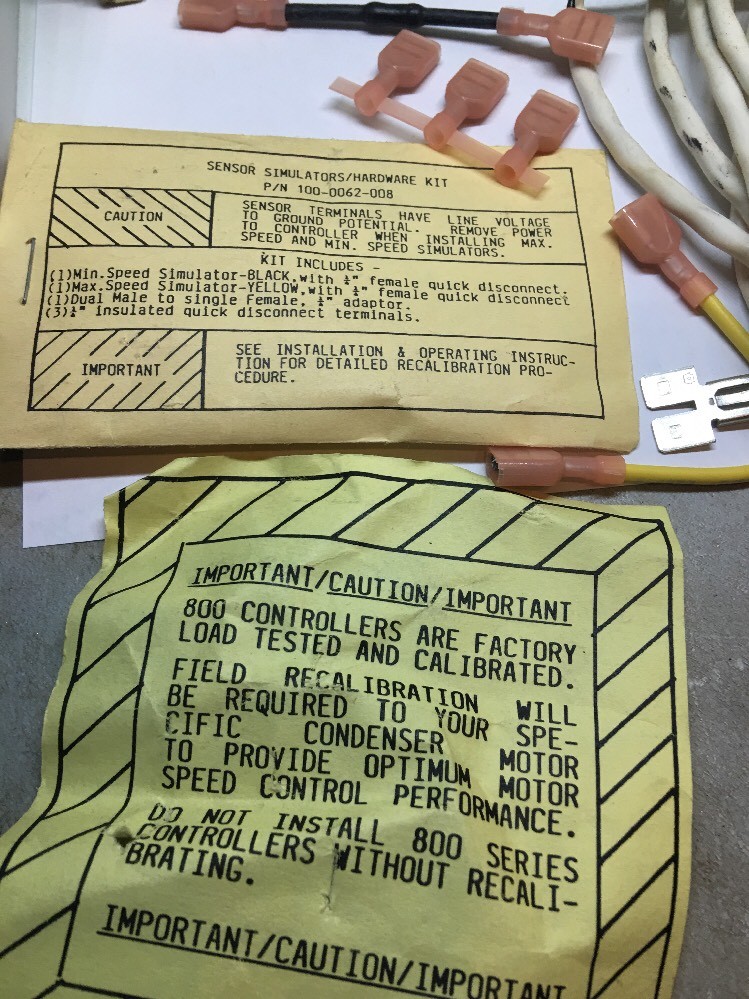 SENSOR SIMULATORS/HARDWARE KIT
P/N 100-0062-008
CAUTION
SENSOR TERMINALS HAVE LINE VOLTAGE
TO GROUND POTENTIAL. REMOVE POWER
TO CONTROLLER WHEN INSTALLING MAX.
SPEED AND MIN. SPEED SIMULATORS.
KIT INCLUDES -
(1)Min.Speed Simulator-BLACK,with ¼" female quick disconnect.
(1)Max.Speed Simulator-YELLOW,with ¼" female quick disconnect
(1)Dual Male to single Female, ¼" adaptor.
(3)¼" insulated quick disconnect terminals.
IMPORTANT
SEE INSTALLATION & OPERATING INSTRUC-
TION FOR DETAILED RECALIBRATION PRO-
CEDURE.
IMPORTANT/CAUTION/IMPORTANT
800 CONTROLLERS ARE FACTORY
LOAD TESTED AND CALIBRATED.
FIELD RECALIBRATION WILL
BE REQUIRED TO YOUR SPE-
CIFIC CONDENSER MOTOR
TO PROVIDE OPTIMUM MOTOR
SPEED CONTROL PERFORMANCE.
DO NOT INSTALL 800 SERIES
CONTROLLERS WITHOUT RECALI-
BRATING.
IMPORTANT/CAUTION/IMPORTANT